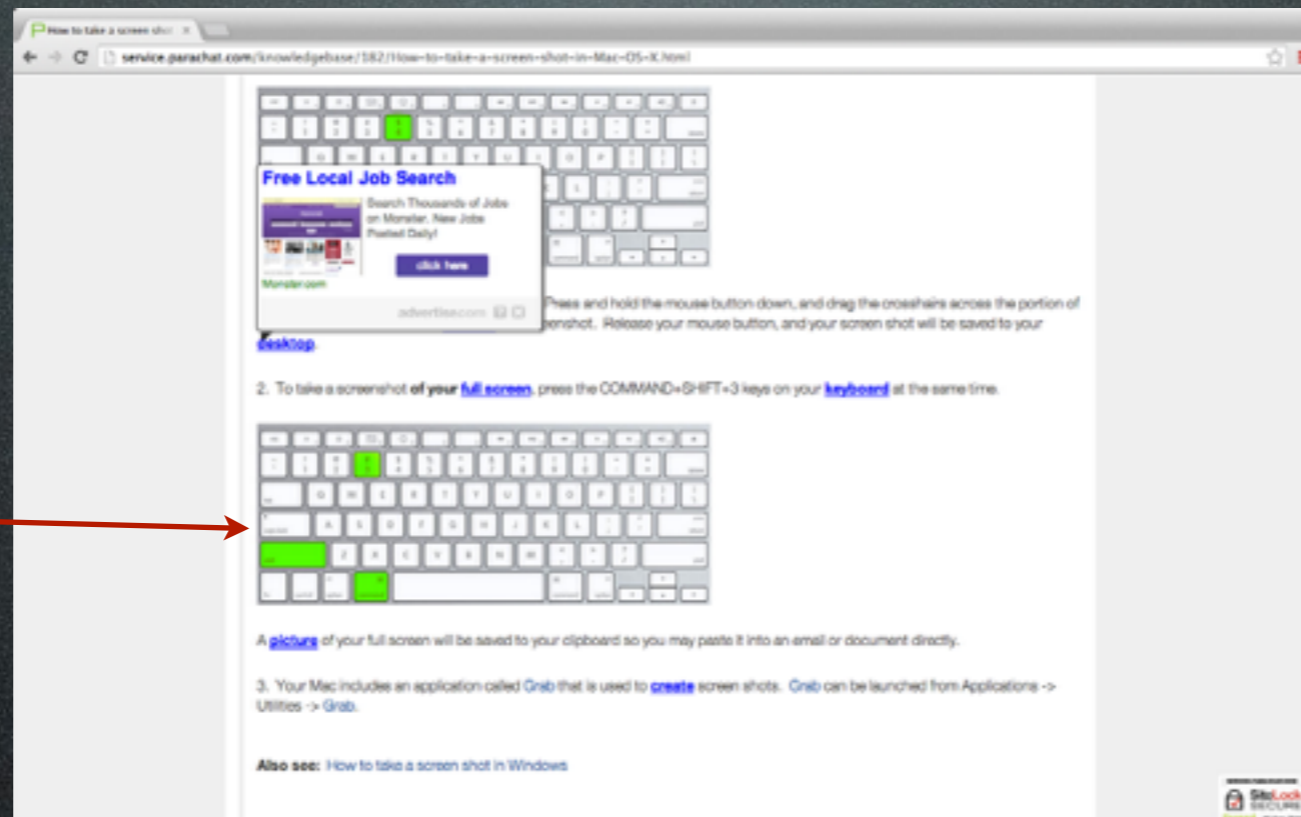 How to take a screen shot
service.parachat.com/knowledgebase/182/How-to-take-a-screen-shot-in-Mac-OS-X.html
Free Local Job Search
Search Thousands of Jobs
on Monster. New Jobs
Posted Daily!
click here
Monster.com
advertise.com
Press and hold the mouse button down, and drag the crosshairs across the portion of
enshot. Release your mouse button, and your screen shot will be saved to your
desktop.
2. To take a screenshot of your full screen, press the COMMAND+SHIFT+3 keys on your keyboard at the same time.
A picture of your full screen will be saved to your clipboard so you may paste it into an email or document directly.
3. Your Mac includes an application called Grab that is used to create screen shots. Grab can be launched from Applications ->
Utilities -> Grab.
Also see: How to take a screen shot in Windows
SiteLock
SECURE